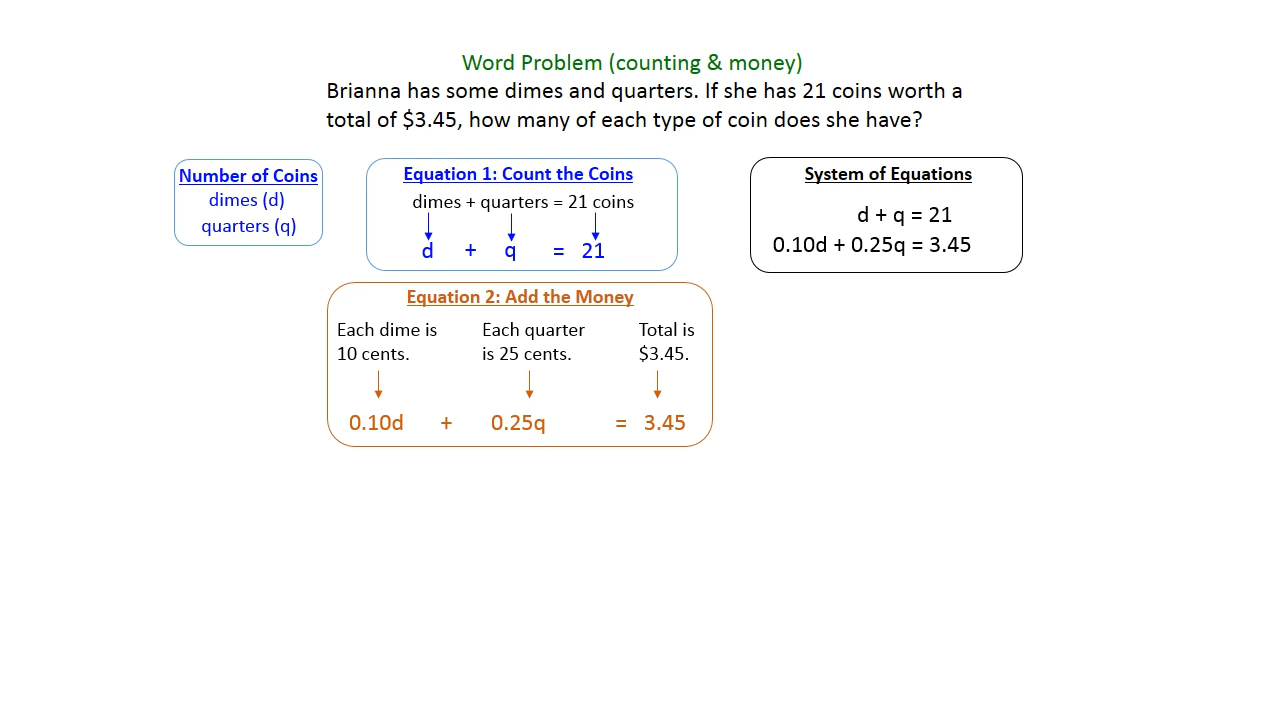 Word Problem (counting & money)
Brianna has some dimes and quarters. If she has 21 coins worth a
total of $3.45, how many of each type of coin does she have?
Number of Coins
dimes (d)
quarters (q)
Equation 1: Count the Coins
dimes + quarters = 21 coins
d + q = 21
System of Equations
d + q = 21
0.10d + 0.25q = 3.45
Equation 2: Add the Money
Each dime is
10 cents.
Each quarter
is 25 cents.
Total is
$3.45.
0.10d + 0.25q = 3.45